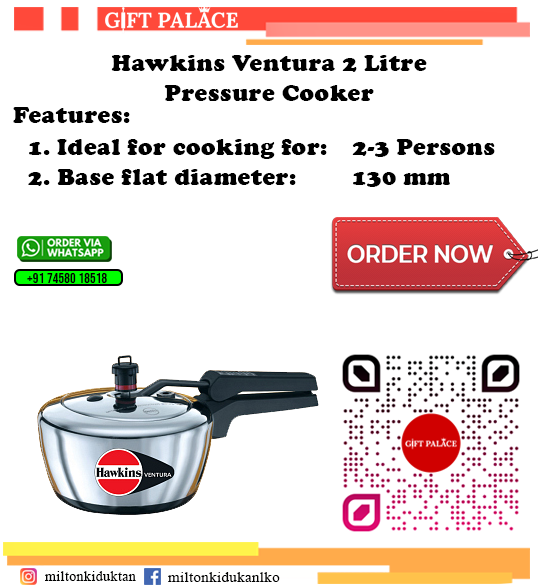 GIFT PALACE
Hawkins Ventura 2 Litre
Pressure Cooker
Features:
1. Ideal for cooking for: 2-3 Persons
2. Base flat diameter: 130 mm
ORDER VIA
WHATSAPP
+91 74580 18518
ORDER NOW
GIFT PALACE
Hawkins VENTURA
miltonkiduktan miltonkidukanlko